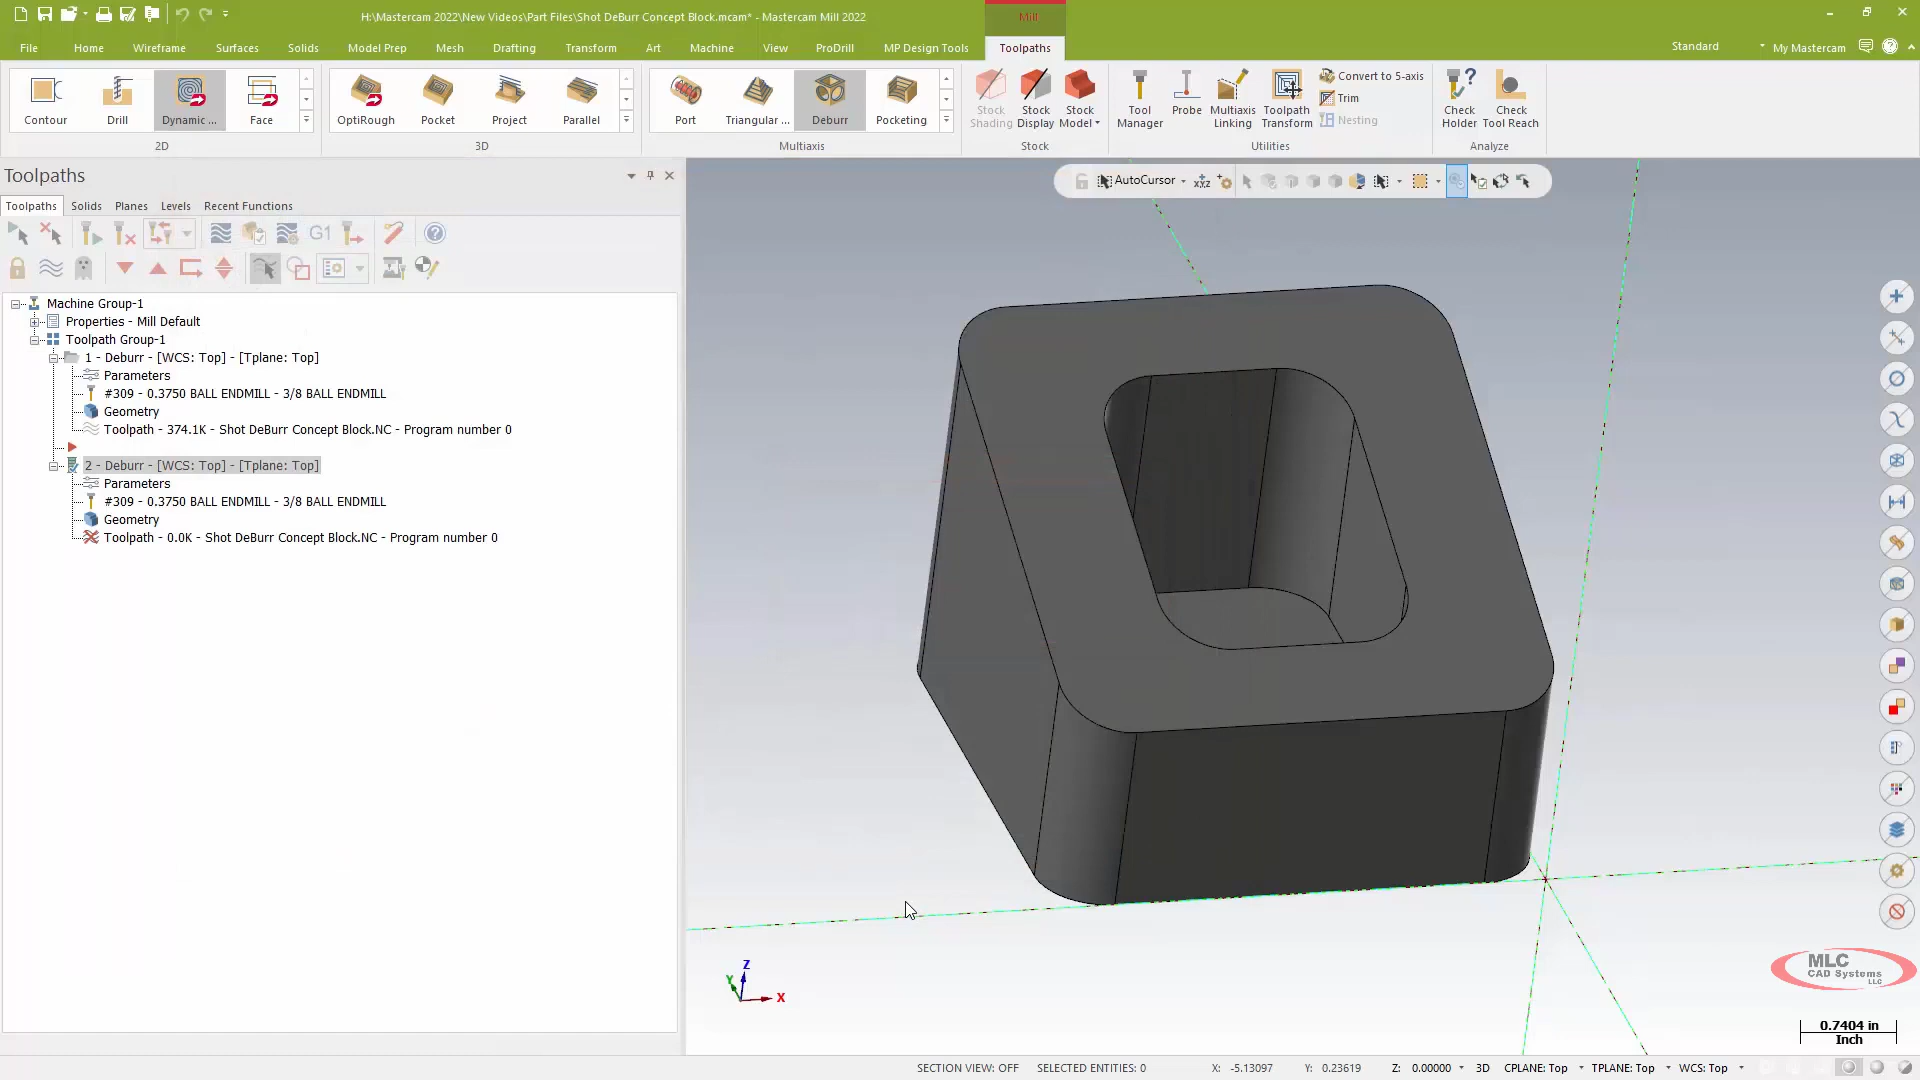 H:\Mastercam 2022\New Videos\Part Files\Shot DeBurr Concept Block.mcam* - Mastercam Mill 2022
Mill
File Home Wireframe Surfaces Solids Model Prep Mesh Drafting Transform Art Machine View ProDrill MP Design Tools Toolpaths
Standard My Mastercam
Contour Drill Dynamic ... Face
2D
OptiRough Pocket Project Parallel
3D
Port Triangular ... Deburr Pocketing
Multiaxis
Stock Shading
Stock Display
Stock Model
Stock
Tool Manager
Probe
Multiaxis Linking
Toolpath Transform
Convert to 5-axis
Trim
Nesting
Utilities
Check Holder
Check Tool Reach
Analyze
Toolpaths
Toolpaths Solids Planes Levels Recent Functions
G1
AutoCursor
XYZ
Machine Group-1
Properties - Mill Default
Toolpath Group-1
1 - Deburr - [WCS: Top] - [Tplane: Top]
Parameters
#309 - 0.3750 BALL ENDMILL - 3/8 BALL ENDMILL
Geometry
Toolpath - 374.1K - Shot DeBurr Concept Block.NC - Program number 0
2 - Deburr - [WCS: Top] - [Tplane: Top]
Parameters
#309 - 0.3750 BALL ENDMILL - 3/8 BALL ENDMILL
Geometry
Toolpath - 0.0K - Shot DeBurr Concept Block.NC - Program number 0
Z
Y
X
MLC
CAD Systems
LLC
0.7404 in
Inch
SECTION VIEW: OFF SELECTED ENTITIES: 0 X: -5.13097 Y: 0.23619 Z: 0.00000 3D CPLANE: Top TPLANE: Top WCS: Top